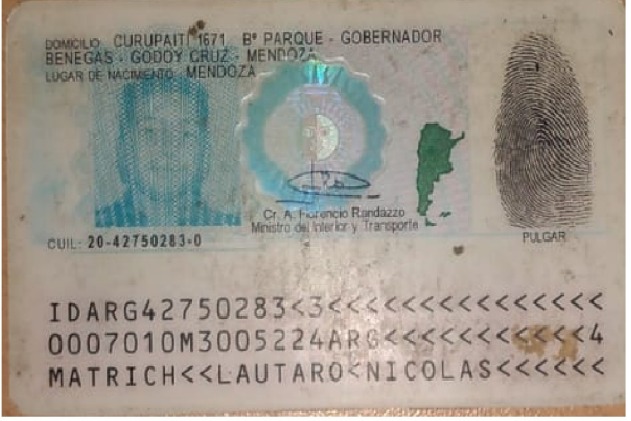 DOMICILIO: CURUPAITI 1671 Bº PARQUE - GOBERNADOR
BENEGAS - GODOY CRUZ - MENDOZA
LUGAR DE NACIMIENTO: MENDOZA
Cr. A. Florencio Randazzo
Ministro del Interior y Transporte
CUIL: 20-42750283-0
PULGAR
IDARG42750283<3<<<<<<<<<<<<<<<
0007010M3005224ARG<<<<<<<<<<<4
MATRICH<<LAUTARO<NICOLAS<<<<<<